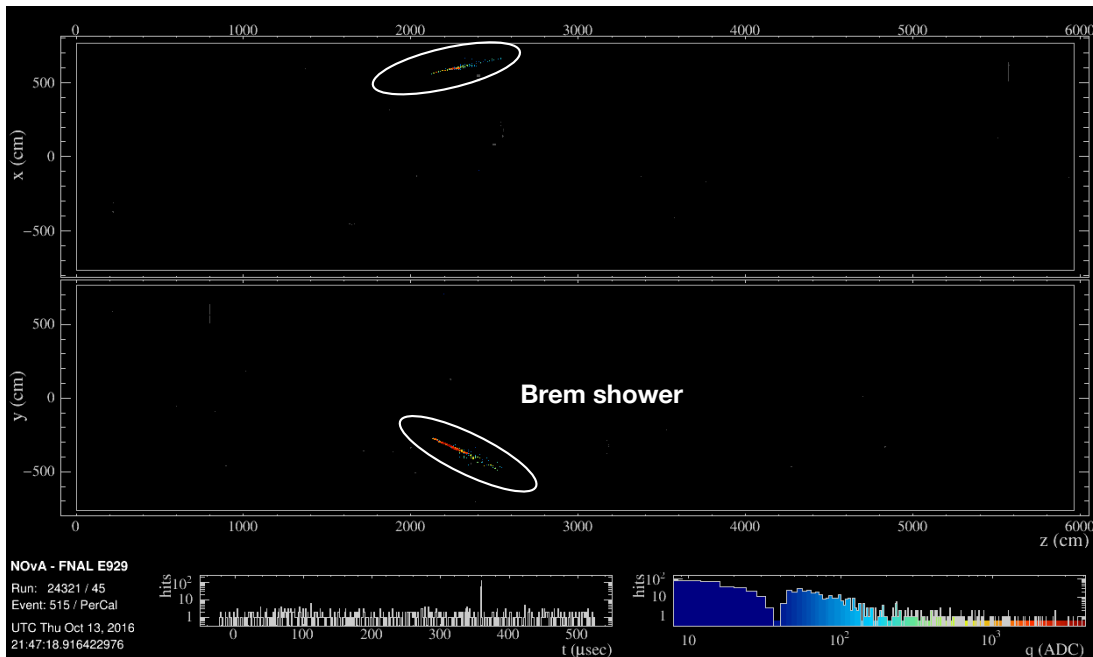 0 1000 2000 3000 4000 5000 6000
500
0
−500
x (cm)
500
0
−500
y (cm)
Brem shower
0 1000 2000 3000 4000 5000 6000
z (cm)
NOvA - FNAL E929
Run: 24321 / 45
Event: 515 / PerCal
UTC Thu Oct 13, 2016
21:47:18.916422976
hits
10²
10
1
0 100 200 300 400 500
t (μsec)
hits
10²
10
1
10 10² 10³
q (ADC)